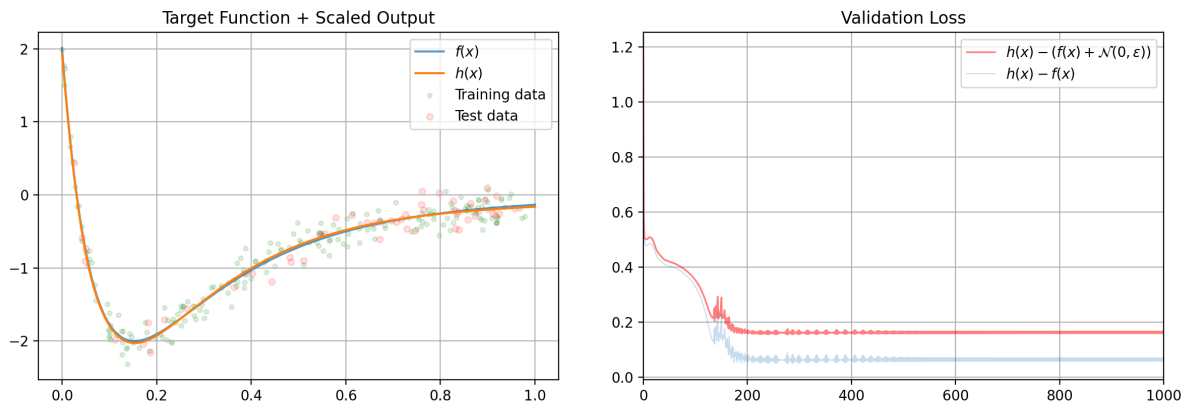 Target Function + Scaled Output
2
1
0
−1
−2
0.0 0.2 0.4 0.6 0.8 1.0
f(x)
h(x)
Training data
Test data
Validation Loss
1.2
1.0
0.8
0.6
0.4
0.2
0.0
0 200 400 600 800 1000
h(x) − (f(x) + 𝒩(0, ε))
h(x) − f(x)